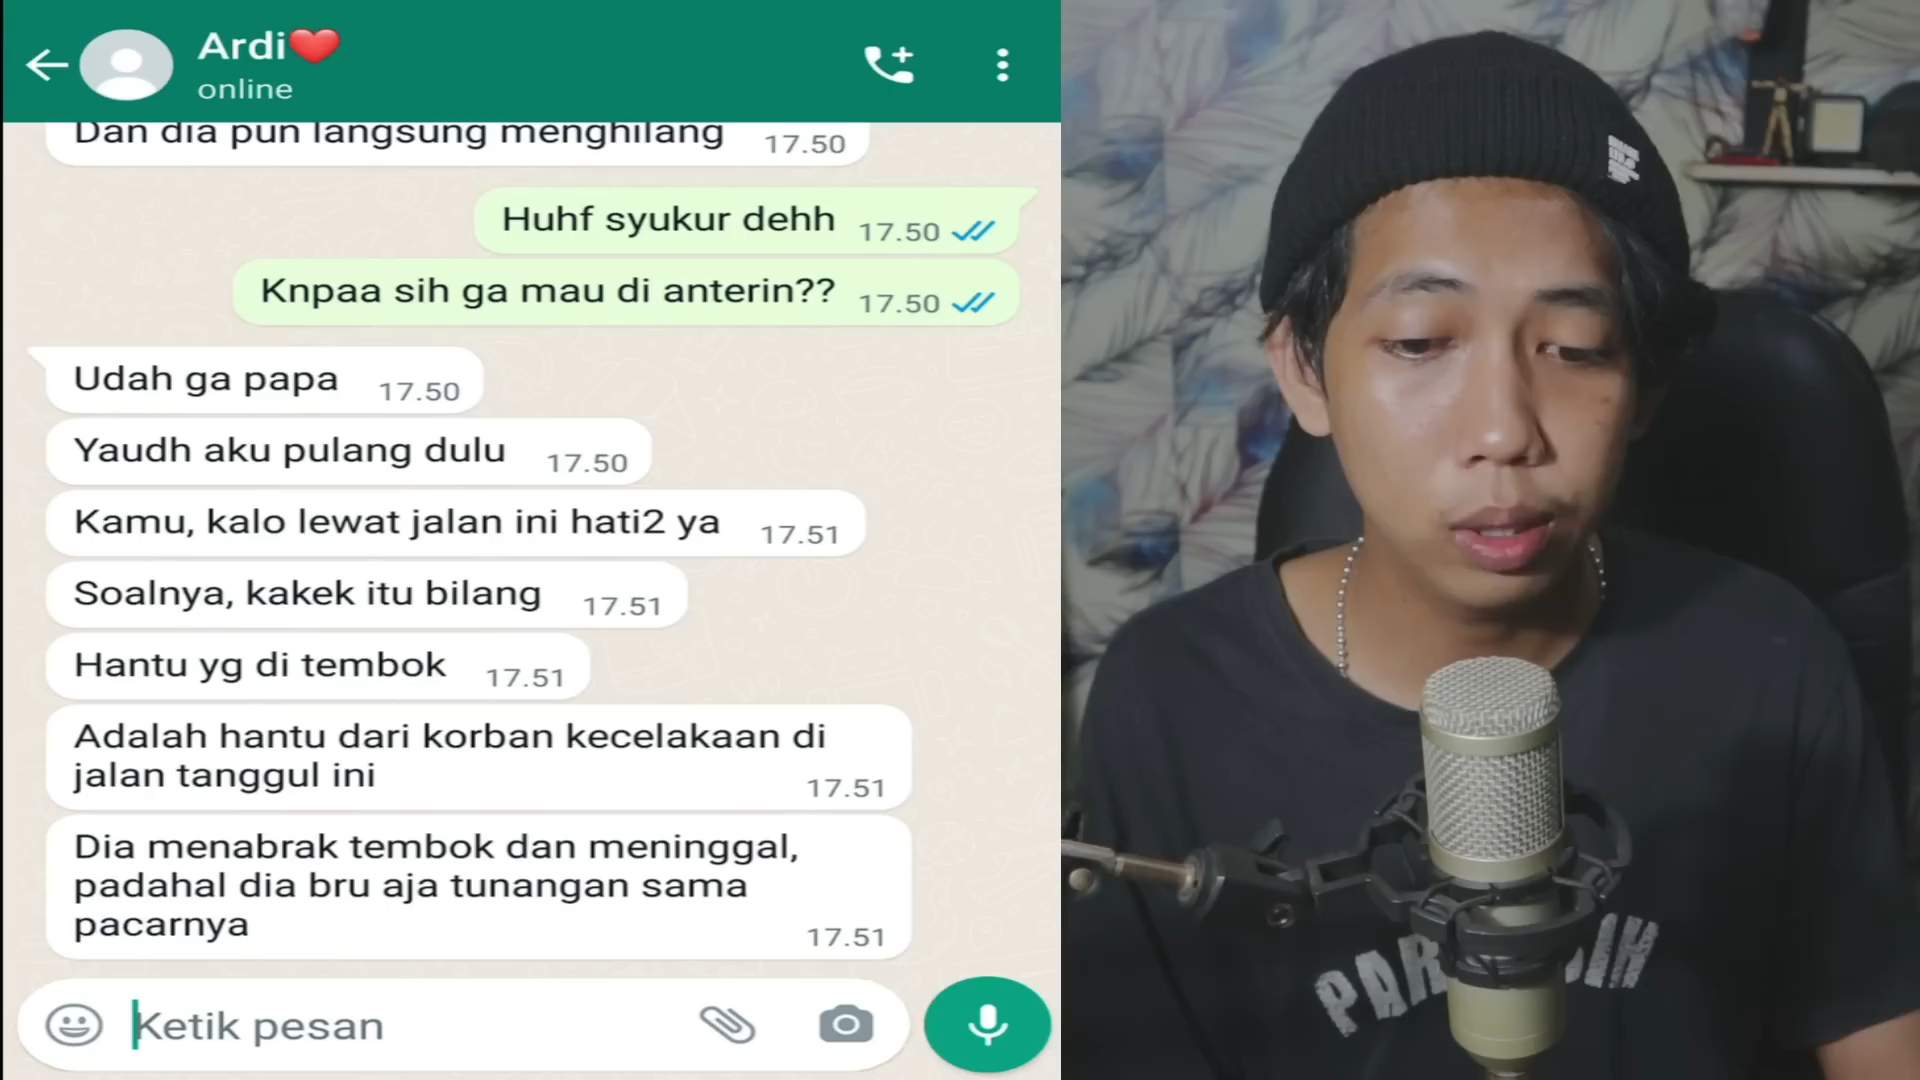 Ardi❤️
online
Dan dia pun langsung menghilang 17.50
Huhf syukur dehh 17.50
Knpaa sih ga mau di anterin?? 17.50
Udah ga papa 17.50
Yaudh aku pulang dulu 17.50
Kamu, kalo lewat jalan ini hati2 ya 17.51
Soalnya, kakek itu bilang 17.51
Hantu yg di tembok 17.51
Adalah hantu dari korban kecelakaan di
jalan tanggul ini 17.51
Dia menabrak tembok dan meninggal,
padahal dia bru aja tunangan sama
pacarnya 17.51
Ketik pesan